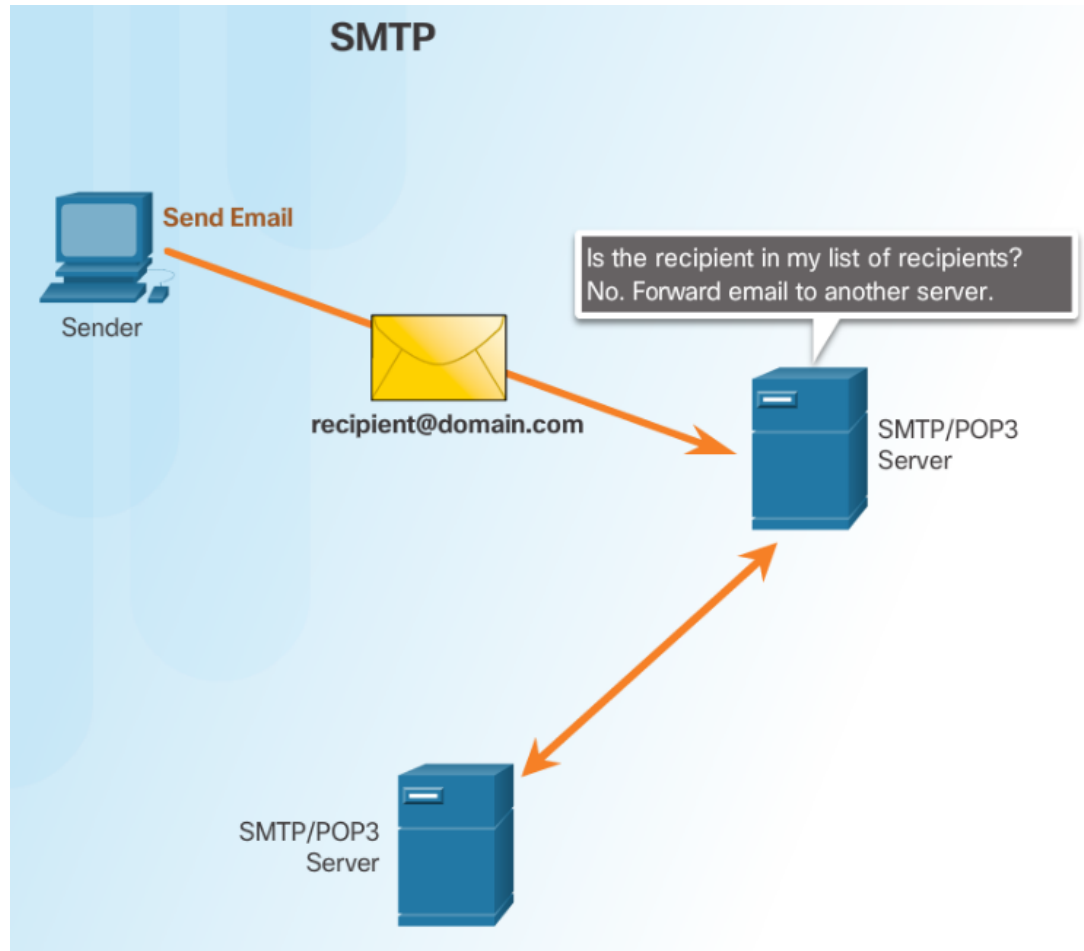 SMTP
Send Email
Sender
Is the recipient in my list of recipients?
No. Forward email to another server.
recipient@domain.com
SMTP/POP3
Server
SMTP/POP3
Server